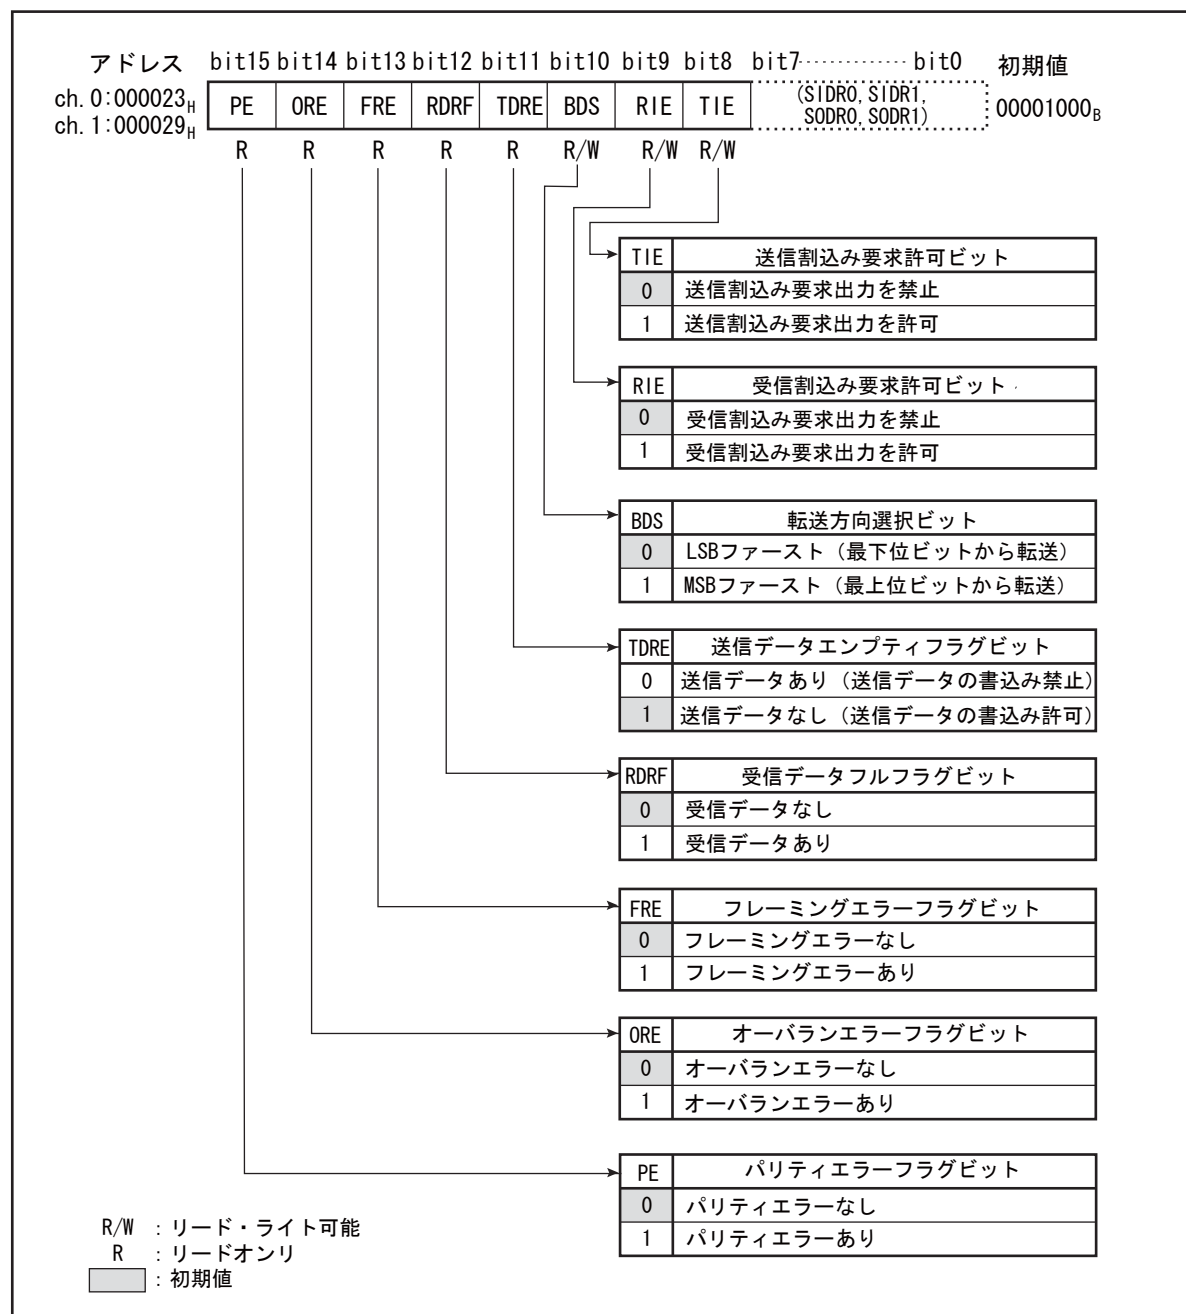 アドレス bit15 bit14 bit13 bit12 bit11 bit10 bit9 bit8 bit7‥‥‥‥‥bit0 初期値
ch.0:000023H PE ORE FRE RDRF TDRE BDS RIE TIE (SIDR0,SIDR1, 00001000B
ch.1:000029H SODR0,SODR1)
R R R R R R/W R/W R/W
TIE 送信割込み要求許可ビット
0 送信割込み要求出力を禁止
1 送信割込み要求出力を許可
RIE 受信割込み要求許可ビット
0 受信割込み要求出力を禁止
1 受信割込み要求出力を許可
BDS 転送方向選択ビット
0 LSBファースト（最下位ビットから転送）
1 MSBファースト（最上位ビットから転送）
TDRE 送信データエンプティフラグビット
0 送信データあり（送信データの書込み禁止）
1 送信データなし（送信データの書込み許可）
RDRF 受信データフルフラグビット
0 受信データなし
1 受信データあり
FRE フレーミングエラーフラグビット
0 フレーミングエラーなし
1 フレーミングエラーあり
ORE オーバランエラーフラグビット
0 オーバランエラーなし
1 オーバランエラーあり
PE パリティエラーフラグビット
0 パリティエラーなし
1 パリティエラーあり
R/W ：リード・ライト可能
R ：リードオンリ
：初期値